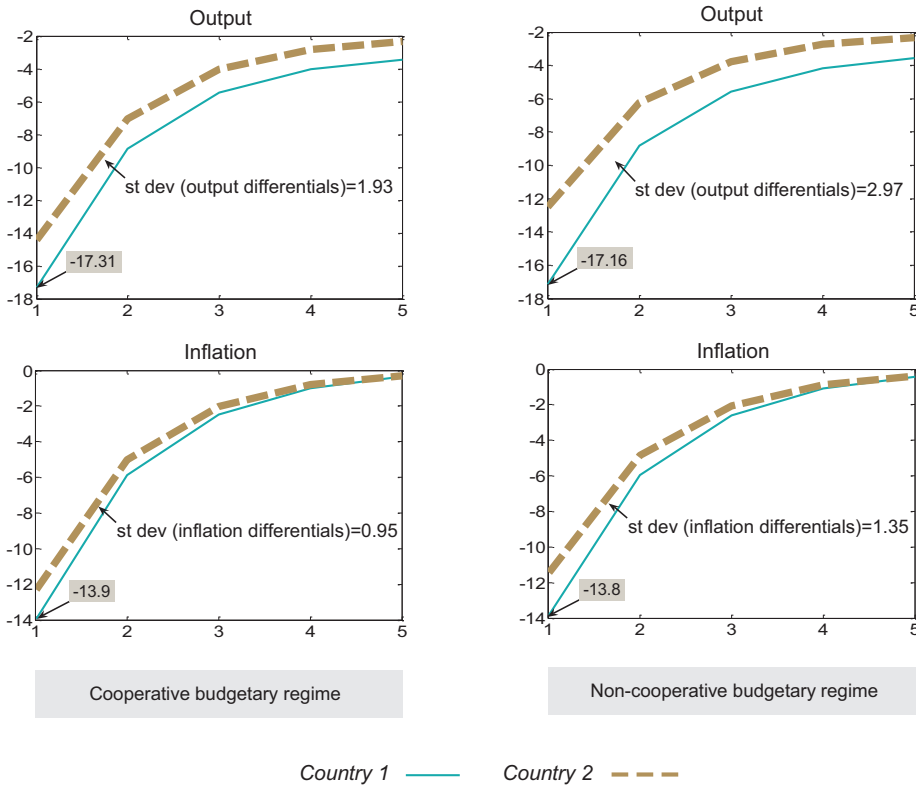 Output
-2
-4
-6
-8
-10
-12
-14
-16
-18
st dev (output differentials)=1.93
-17.31
1 2 3 4 5
Output
-2
-4
-6
-8
-10
-12
-14
-16
-18
st dev (output differentials)=2.97
-17.16
1 2 3 4 5
Inflation
0
-2
-4
-6
-8
-10
-12
-14
st dev (inflation differentials)=0.95
-13.9
1 2 3 4 5
Inflation
0
-2
-4
-6
-8
-10
-12
-14
st dev (inflation differentials)=1.35
-13.8
1 2 3 4 5
Cooperative budgetary regime
Non-cooperative budgetary regime
Country 1 Country 2